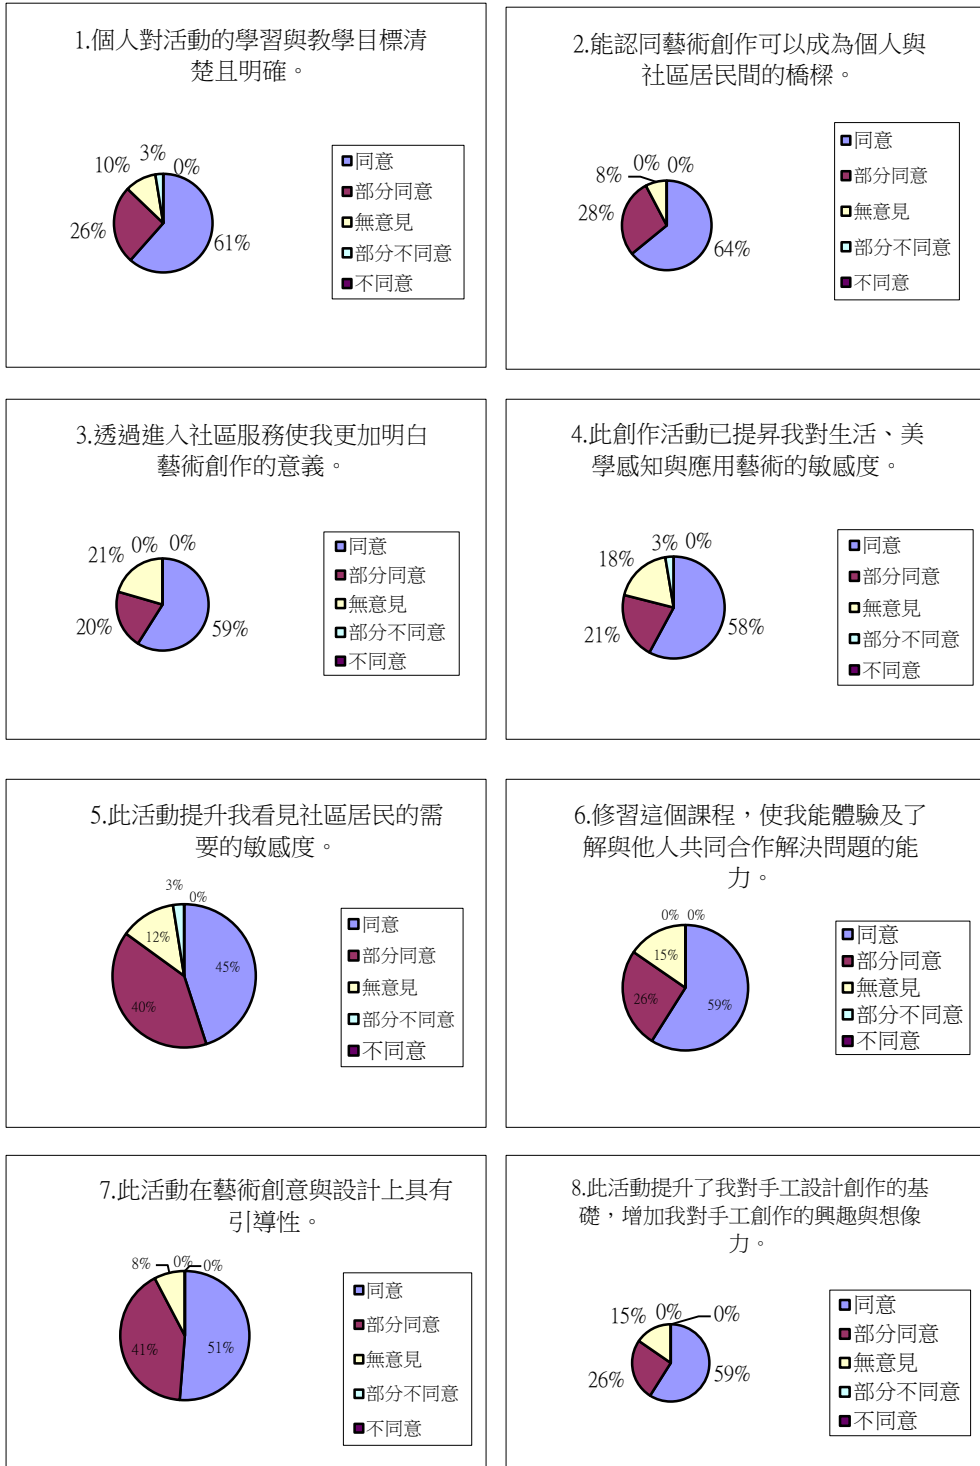 1.個人對活動的學習與教學目標清
楚且明確。
10%
3%
0%
26%
61%
同意
部分同意
無意見
部分不同意
不同意
2.能認同藝術創作可以成為個人與
社區居民間的橋樑。
8%
0%
0%
28%
64%
同意
部分同意
無意見
部分不同意
不同意
3.透過進入社區服務使我更加明白
藝術創作的意義。
21%
0%
0%
20%
59%
同意
部分同意
無意見
部分不同意
不同意
4.此創作活動已提昇我對生活、美
學感知與應用藝術的敏感度。
18%
3%
0%
21%
58%
同意
部分同意
無意見
部分不同意
不同意
5.此活動提升我看見社區居民的需
要的敏感度。
3%
0%
12%
45%
40%
同意
部分同意
無意見
部分不同意
不同意
6.修習這個課程，使我能體驗及了
解與他人共同合作解決問題的能
力。
0%
0%
15%
26%
59%
同意
部分同意
無意見
部分不同意
不同意
7.此活動在藝術創意與設計上具有
引導性。
8%
0%
0%
41%
51%
同意
部分同意
無意見
部分不同意
不同意
8.此活動提升了我對手工設計創作的基
礎，增加我對手工創作的興趣與想像
力。
15%
0%
0%
26%
59%
同意
部分同意
無意見
部分不同意
不同意